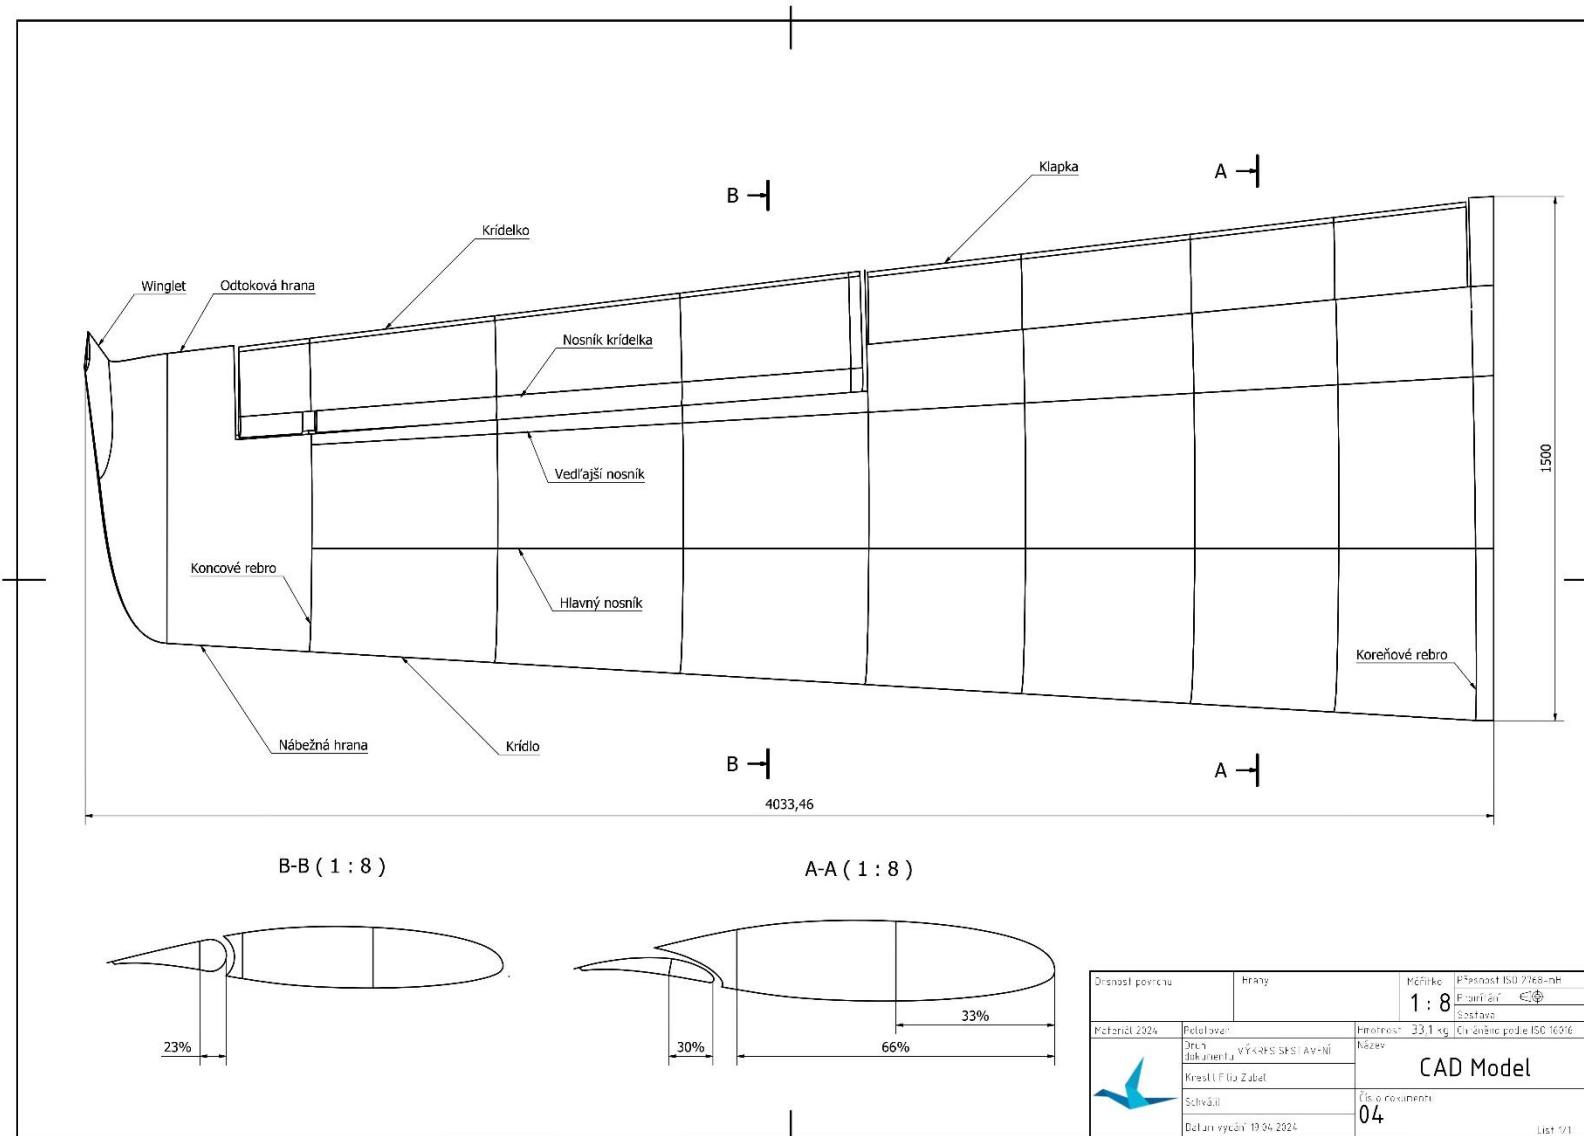 Klapka
A
B
Krídelko
Winglet
Odtoková hrana
Nosník krídelka
1500
Vedľajší nosník
Koncové rebro
Hlavný nosník
Koreňové rebro
Nábežná hrana
Krídlo
B
A
4033,46
B-B ( 1 : 8 )
A-A ( 1 : 8 )
33%
23%
30%
66%
Drsnost povrchu
Hrany
Měřítko
1 : 8
Přesnost ISO 2768-mH
Promítání
Sestava
Materiál 2024
Polotovar
Hmotnost 33,1 kg
Chráněno podle ISO 16016
Druh dokumentu VÝKRES SESTAVENÍ
Název
CAD Model
Kreslil Filip Zubaľ
Schválil
Číslo dokumentu
04
Datum vydání 19.04.2024
List 1/1